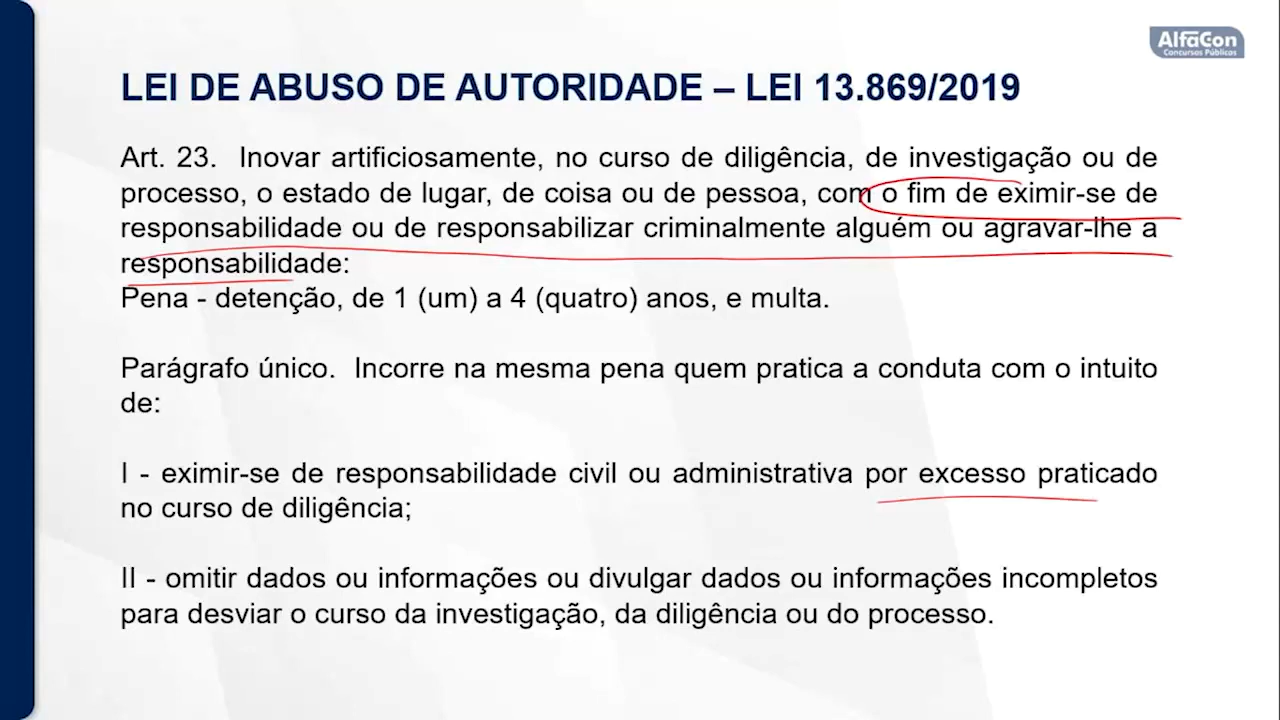 AlfaCon
Concursos Públicos
LEI DE ABUSO DE AUTORIDADE – LEI 13.869/2019
Art. 23. Inovar artificiosamente, no curso de diligência, de investigação ou de
processo, o estado de lugar, de coisa ou de pessoa, com o fim de eximir-se de
responsabilidade ou de responsabilizar criminalmente alguém ou agravar-lhe a
responsabilidade:
Pena - detenção, de 1 (um) a 4 (quatro) anos, e multa.
Parágrafo único. Incorre na mesma pena quem pratica a conduta com o intuito
de:
I - eximir-se de responsabilidade civil ou administrativa por excesso praticado
no curso de diligência;
II - omitir dados ou informações ou divulgar dados ou informações incompletos
para desviar o curso da investigação, da diligência ou do processo.